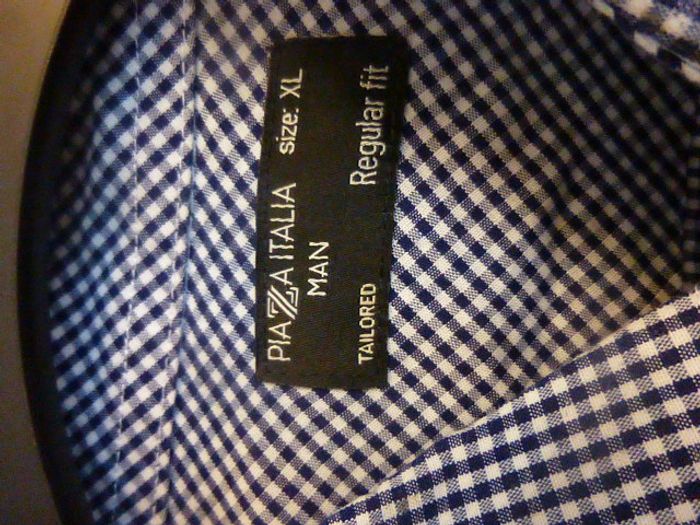 PIAZZA ITALIA size: XL
MAN
TAILORED Regular fit